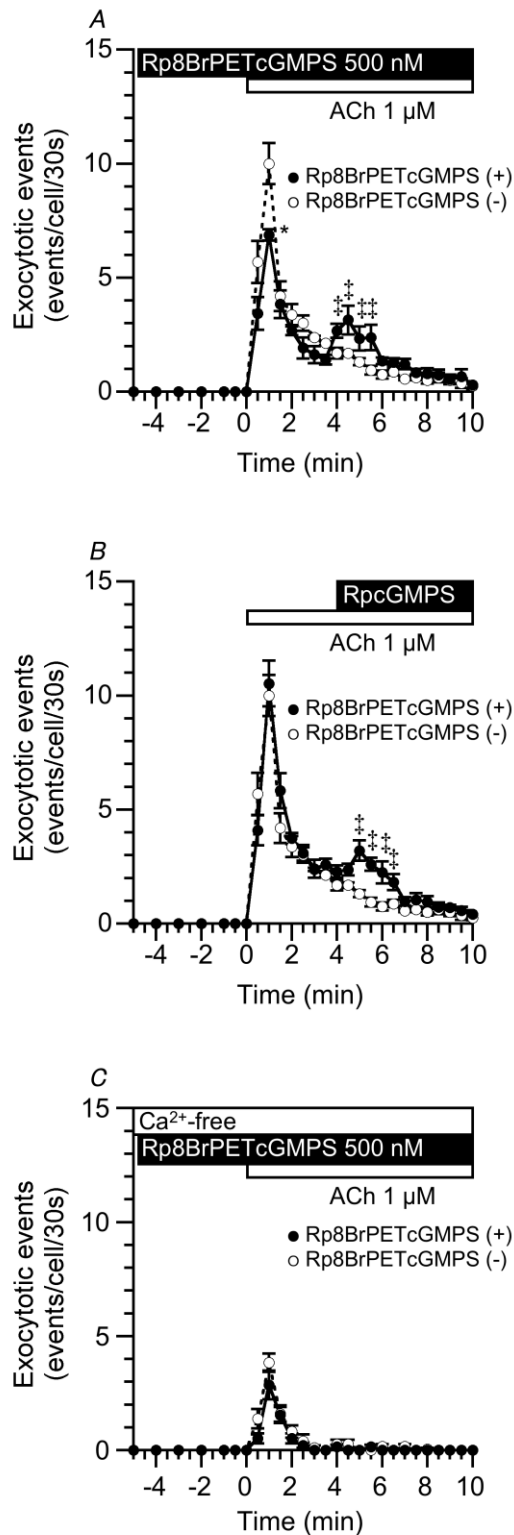 A
15
Rp8BrPETcGMPS 500 nM
ACh 1 µM
10
Rp8BrPETcGMPS (+)
Rp8BrPETcGMPS (-)
*
5
‡ ‡ ‡ ‡
0
-4 -2 0 2 4 6 8 10
Exocytotic events
(events/cell/30s)
Time (min)
B
15
RpcGMPS
ACh 1 µM
10
Rp8BrPETcGMPS (+)
Rp8BrPETcGMPS (-)
5
‡ ‡ ‡ ‡
0
-4 -2 0 2 4 6 8 10
Exocytotic events
(events/cell/30s)
Time (min)
C
15
Ca²⁺-free
Rp8BrPETcGMPS 500 nM
ACh 1 µM
10
Rp8BrPETcGMPS (+)
Rp8BrPETcGMPS (-)
5
0
-4 -2 0 2 4 6 8 10
Exocytotic events
(events/cell/30s)
Time (min)